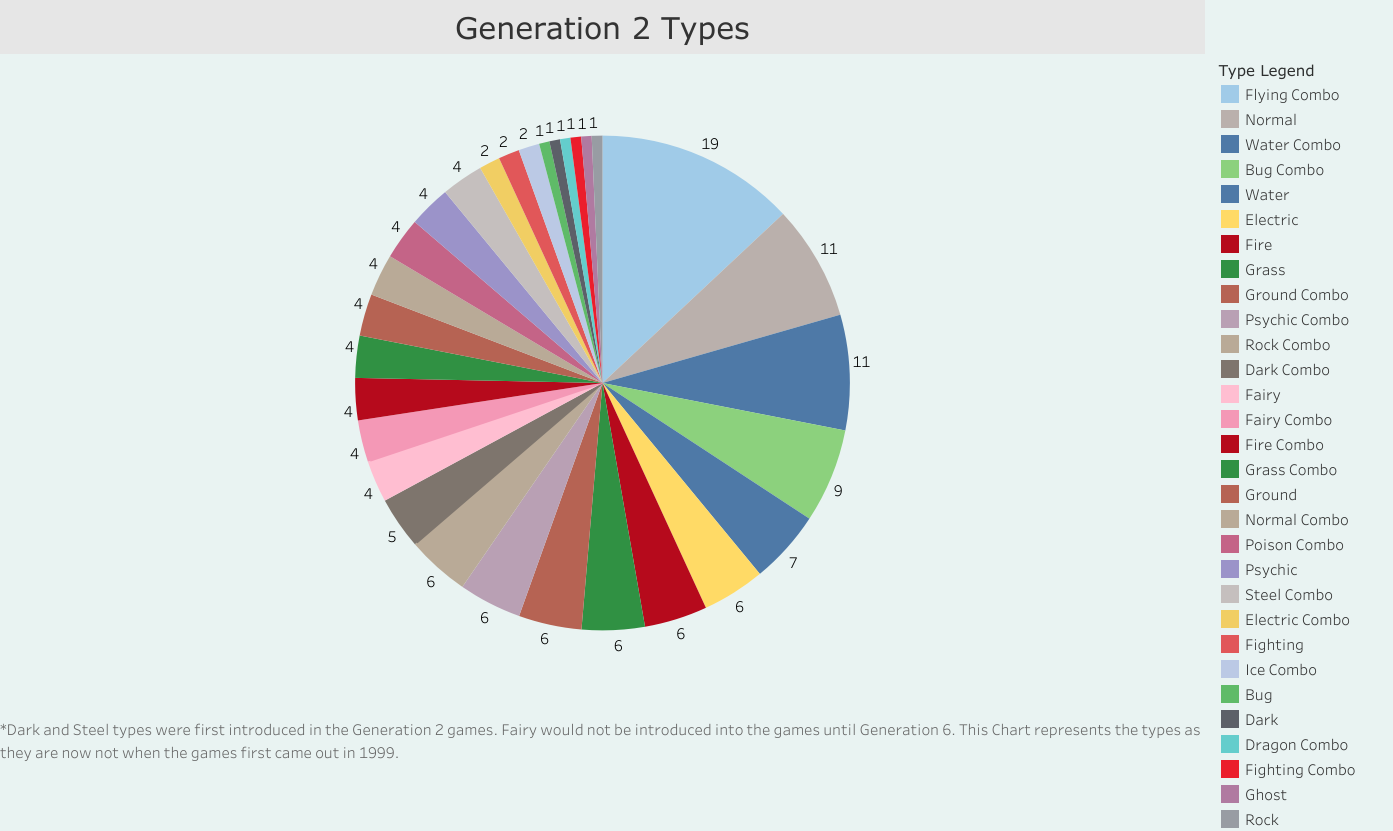 Generation 2 Types
Type Legend
Flying Combo
Normal
Water Combo
Bug Combo
Water
Electric
Fire
Grass
Ground Combo
Psychic Combo
Rock Combo
Dark Combo
Fairy
Fairy Combo
Fire Combo
Grass Combo
Ground
Normal Combo
Poison Combo
Psychic
Steel Combo
Electric Combo
Fighting
Ice Combo
Bug
Dark
Dragon Combo
Fighting Combo
Ghost
Rock
19
11
11
9
7
6
6
6
6
6
6
5
4
4
4
4
4
4
4
4
4
2
2
2
1
1
1
1
1
1
*Dark and Steel types were first introduced in the Generation 2 games. Fairy would not be introduced into the games until Generation 6. This Chart represents the types as
they are now not when the games first came out in 1999.